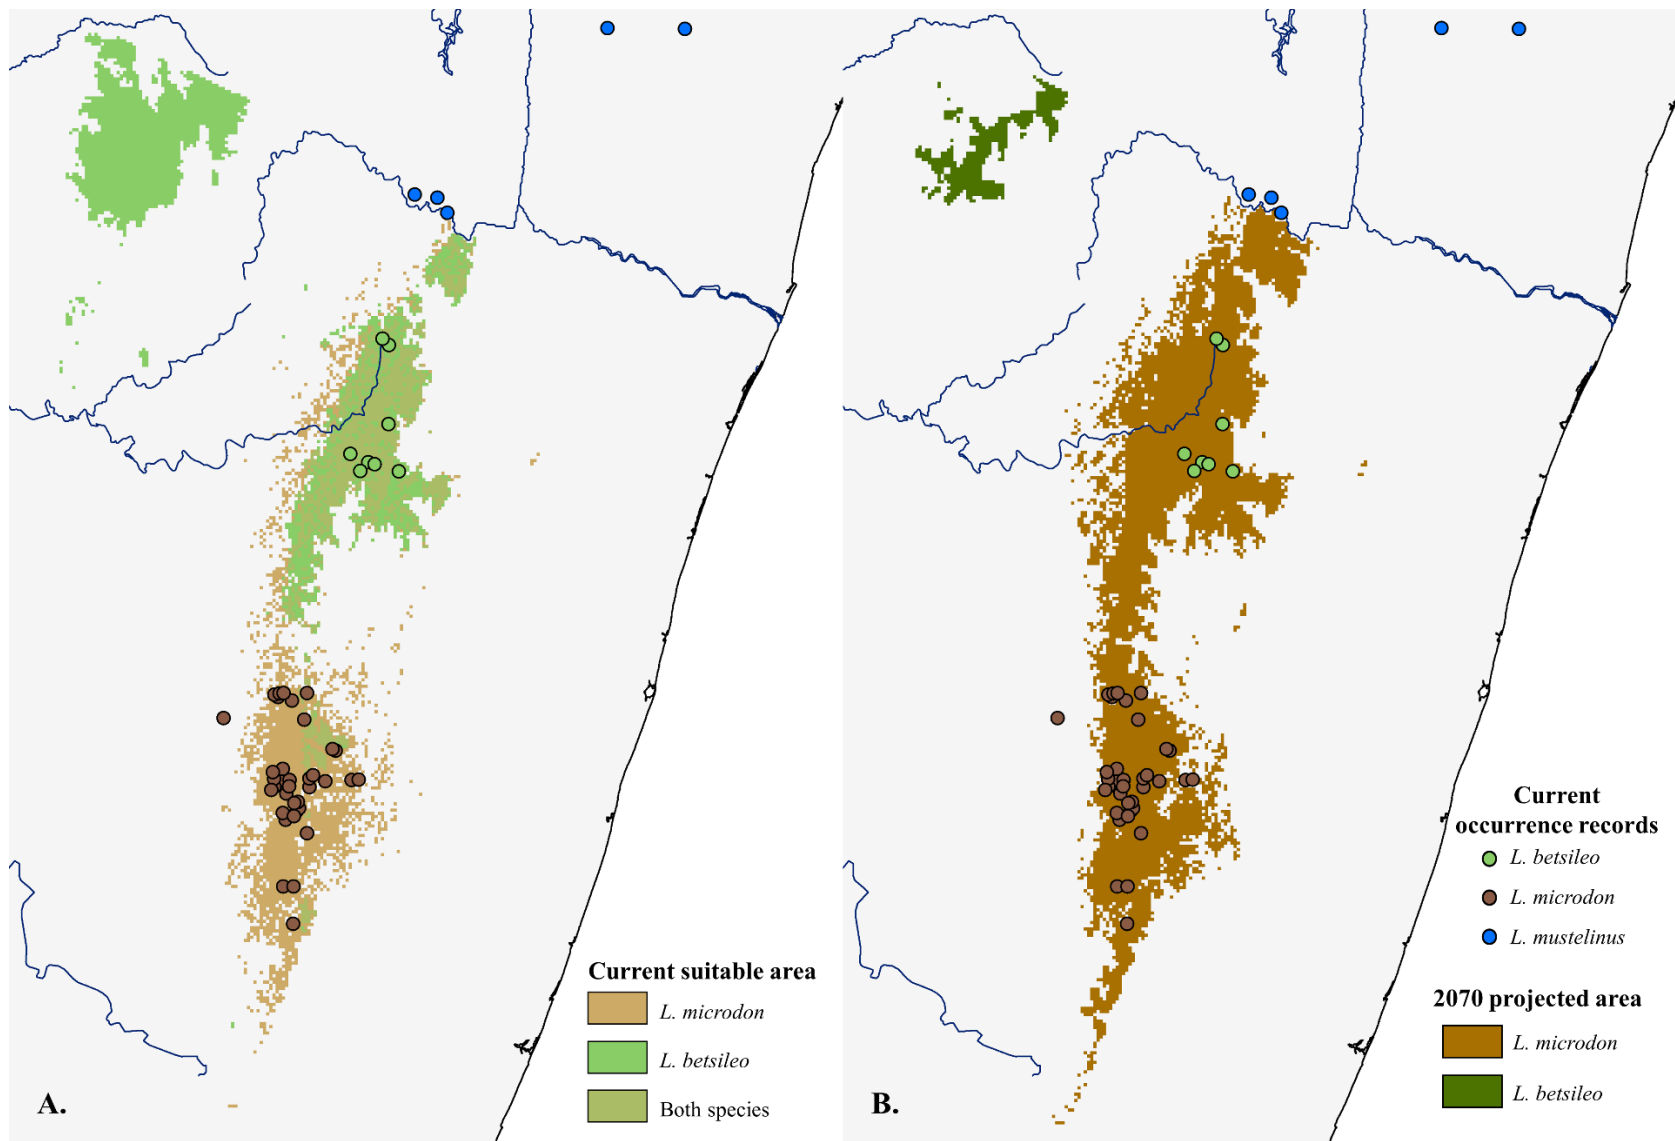 Current suitable area
L. microdon
L. betsileo
Both species
A.
Current
occurrence records
L. betsileo
L. microdon
L. mustelinus
2070 projected area
L. microdon
L. betsileo
B.